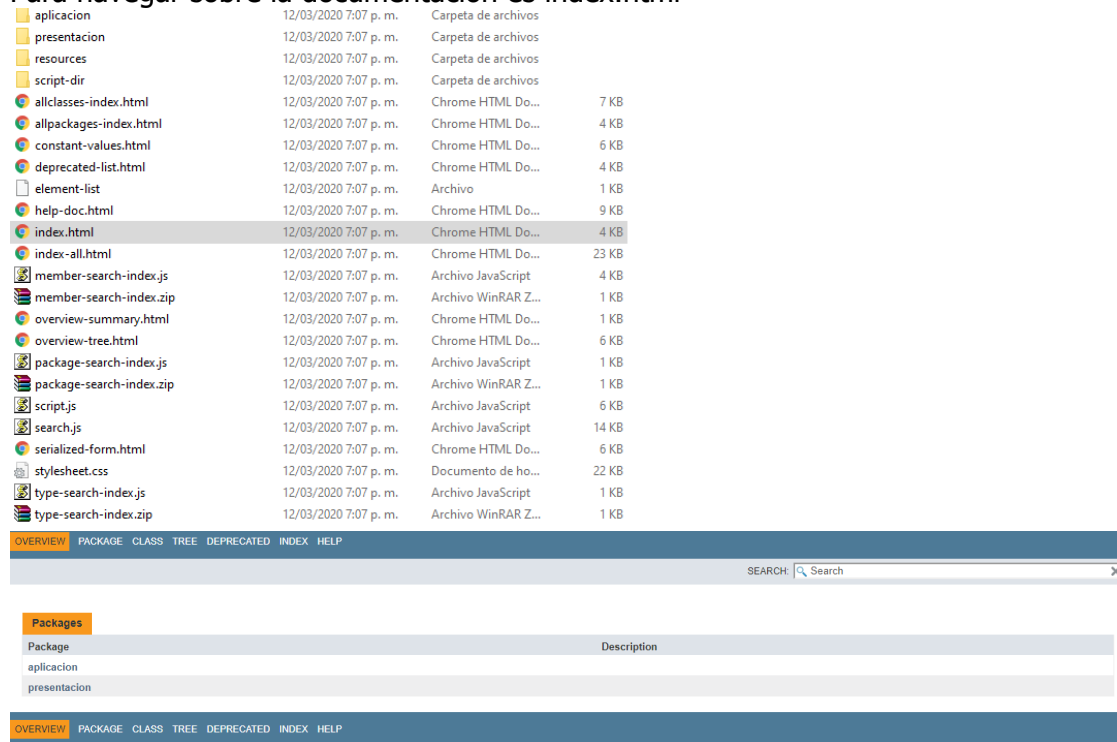 Para navegar sobre la documentación es index.html
aplicacion 12/03/2020 7:07 p. m. Carpeta de archivos
presentacion 12/03/2020 7:07 p. m. Carpeta de archivos
resources 12/03/2020 7:07 p. m. Carpeta de archivos
script-dir 12/03/2020 7:07 p. m. Carpeta de archivos
allclasses-index.html 12/03/2020 7:07 p. m. Chrome HTML Do... 7 KB
allpackages-index.html 12/03/2020 7:07 p. m. Chrome HTML Do... 4 KB
constant-values.html 12/03/2020 7:07 p. m. Chrome HTML Do... 6 KB
deprecated-list.html 12/03/2020 7:07 p. m. Chrome HTML Do... 4 KB
element-list 12/03/2020 7:07 p. m. Archivo 1 KB
help-doc.html 12/03/2020 7:07 p. m. Chrome HTML Do... 9 KB
index.html 12/03/2020 7:07 p. m. Chrome HTML Do... 4 KB
index-all.html 12/03/2020 7:07 p. m. Chrome HTML Do... 23 KB
member-search-index.js 12/03/2020 7:07 p. m. Archivo JavaScript 4 KB
member-search-index.zip 12/03/2020 7:07 p. m. Archivo WinRAR Z... 1 KB
overview-summary.html 12/03/2020 7:07 p. m. Chrome HTML Do... 1 KB
overview-tree.html 12/03/2020 7:07 p. m. Chrome HTML Do... 6 KB
package-search-index.js 12/03/2020 7:07 p. m. Archivo JavaScript 1 KB
package-search-index.zip 12/03/2020 7:07 p. m. Archivo WinRAR Z... 1 KB
script.js 12/03/2020 7:07 p. m. Archivo JavaScript 6 KB
search.js 12/03/2020 7:07 p. m. Archivo JavaScript 14 KB
serialized-form.html 12/03/2020 7:07 p. m. Chrome HTML Do... 6 KB
stylesheet.css 12/03/2020 7:07 p. m. Documento de ho... 22 KB
type-search-index.js 12/03/2020 7:07 p. m. Archivo JavaScript 1 KB
type-search-index.zip 12/03/2020 7:07 p. m. Archivo WinRAR Z... 1 KB
OVERVIEW PACKAGE CLASS TREE DEPRECATED INDEX HELP
SEARCH: Search
Packages
Package Description
aplicacion
presentacion
OVERVIEW PACKAGE CLASS TREE DEPRECATED INDEX HELP